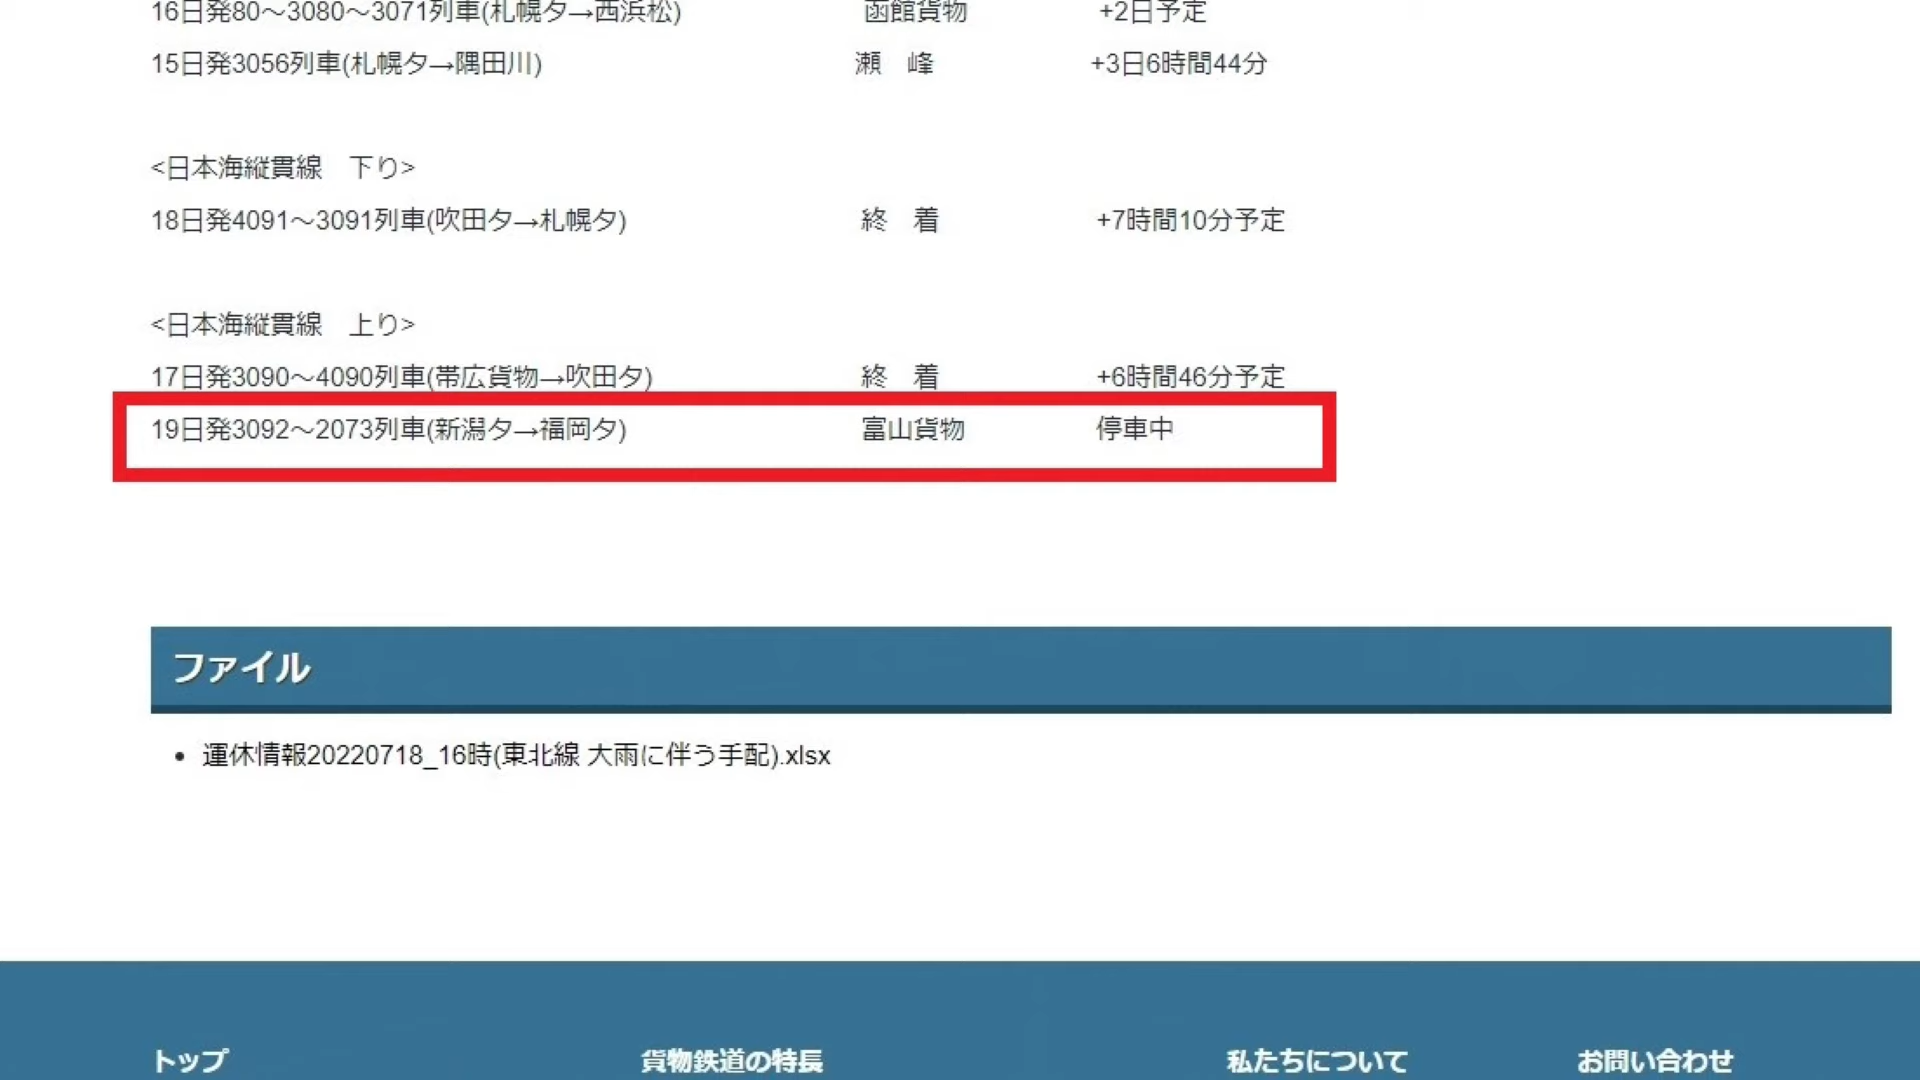 16日発80～3080～3071列車(札幌タ→西浜松) 函館貨物 +2日予定
15日発3056列車(札幌タ→隅田川) 瀬　峰 +3日6時間44分
<日本海縦貫線　下り>
18日発4091～3091列車(吹田タ→札幌タ) 終　着 +7時間10分予定
<日本海縦貫線　上り>
17日発3090～4090列車(帯広貨物→吹田タ) 終　着 +6時間46分予定
19日発3092～2073列車(新潟タ→福岡タ) 富山貨物 停車中
ファイル
• 運休情報20220718_16時(東北線 大雨に伴う手配).xlsx
トップ 貨物鉄道の特長 私たちについて お問い合わせ